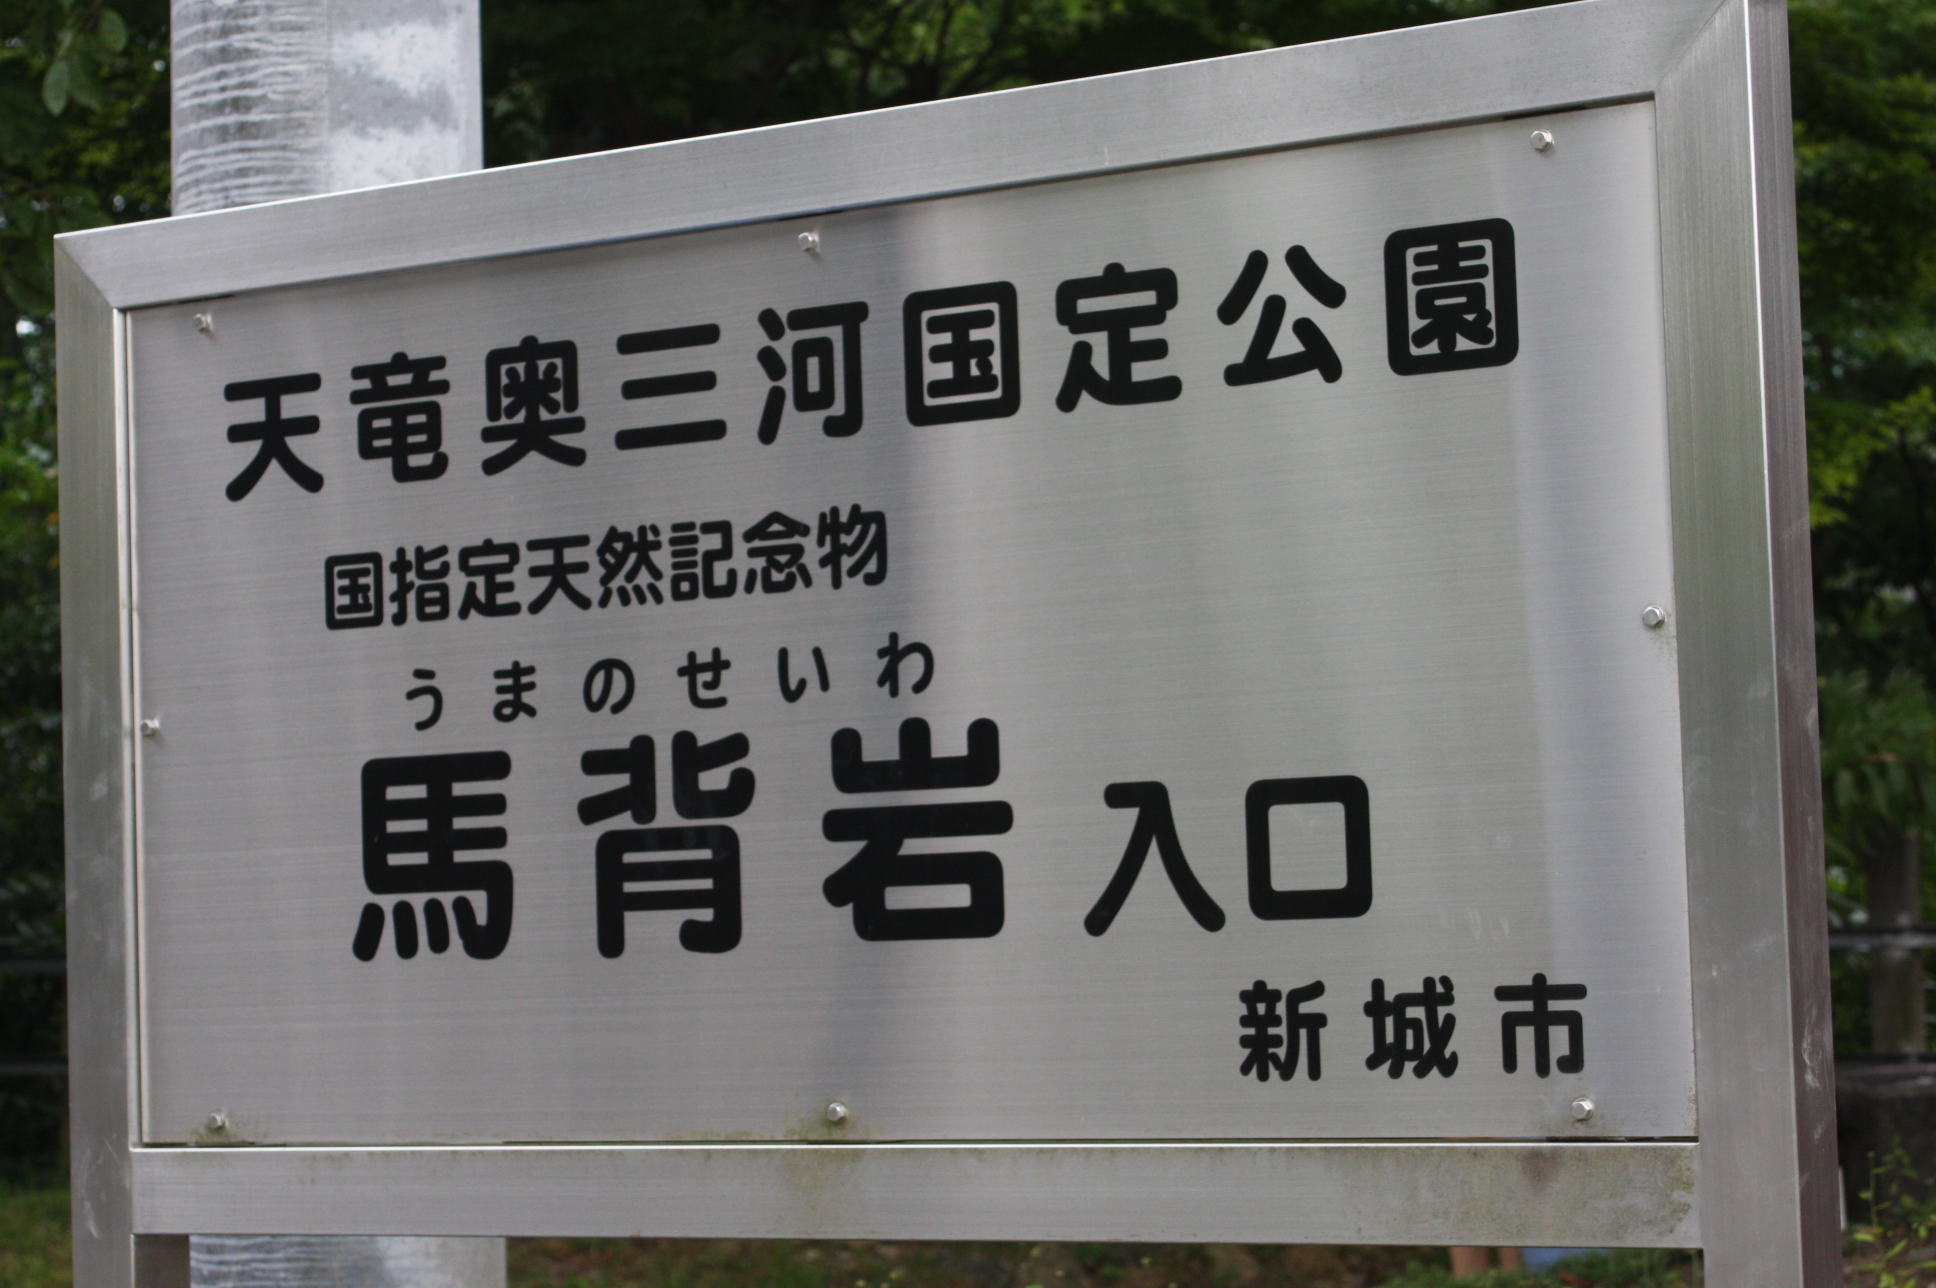 天竜奥三河国定公園
国指定天然記念物
うまのせいわ
馬背岩入口
新城市